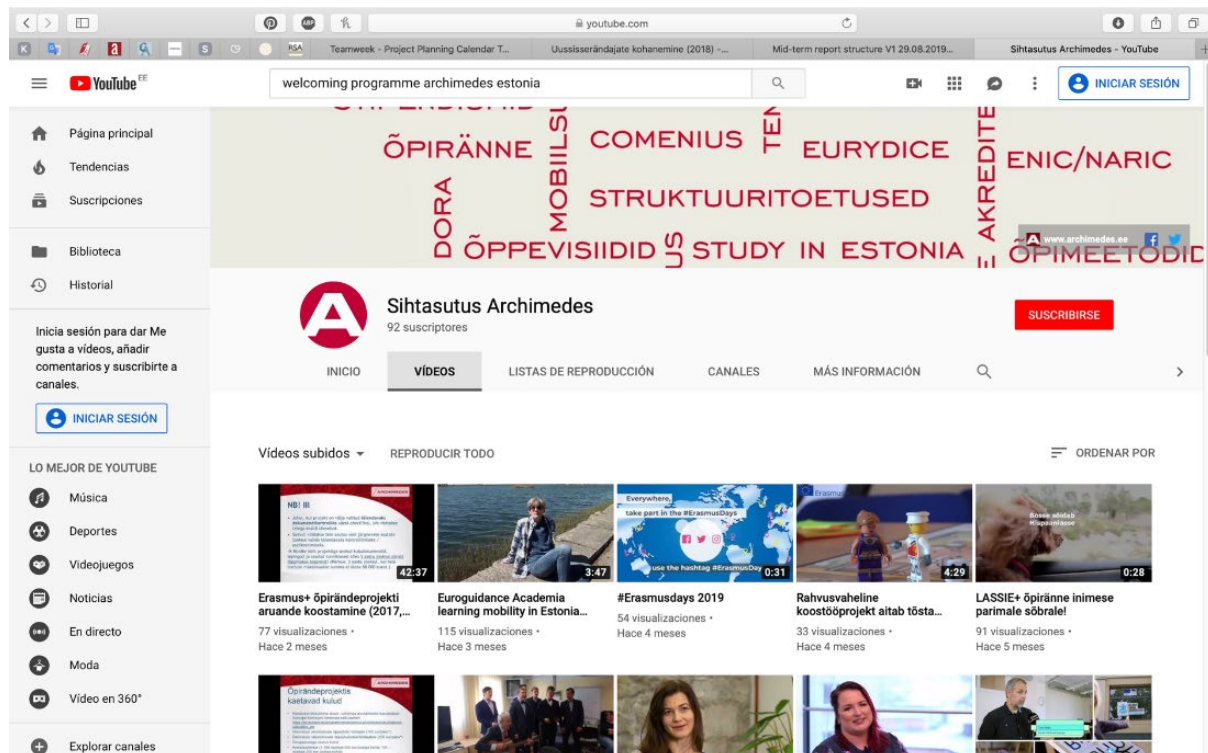 youtube.com
Teamweek - Project Planning Calendar T...
Uussisserändajate kohanemine (2018) -...
Mid-term report structure V1 29.08.2019...
Sihtasutus Archimedes - YouTube
YouTube EE
welcoming programme archimedes estonia
INICIAR SESIÓN
Página principal
Tendencias
Suscripciones
Biblioteca
Historial
Inicia sesión para dar Me
gusta a vídeos, añadir
comentarios y suscribirte a
canales.
INICIAR SESIÓN
LO MEJOR DE YOUTUBE
Música
Deportes
Videojuegos
Noticias
En directo
Moda
Vídeo en 360°
Explorar canales
ÕPIRÄNNE
COMENIUS
EURYDICE
ENIC/NARIC
DORA
STRUKTUURITOETUSED
ÕPPEVISIIDID
STUDY IN ESTONIA
www.archimedes.ee
ÕPIMEETODID
Sihtasutus Archimedes
92 suscriptores
SUSCRIBIRSE
INICIO
VÍDEOS
LISTAS DE REPRODUCCIÓN
CANALES
MÁS INFORMACIÓN
Vídeos subidos
REPRODUCIR TODO
ORDENAR POR
NB! !!!
42:37
Erasmus+ õpirändeprojekti
aruande koostamine (2017,...
77 visualizaciones •
Hace 2 meses
3:47
Euroguidance Academia
learning mobility in Estonia...
115 visualizaciones •
Hace 3 meses
Everywhere,
take part in the #ErasmusDays
use the hashtag #ErasmusDay
0:31
#Erasmusdays 2019
54 visualizaciones •
Hace 4 meses
Erasmus+
4:29
Rahvusvaheline
koostööprojekt aitab tõsta...
33 visualizaciones •
Hace 4 meses
Bosse sõidab
Hispaaniasse
0:28
LASSIE+ õpiränne inimese
parimale sõbrale!
91 visualizaciones •
Hace 5 meses
Õpirändeprojektis
kaetavad kulud